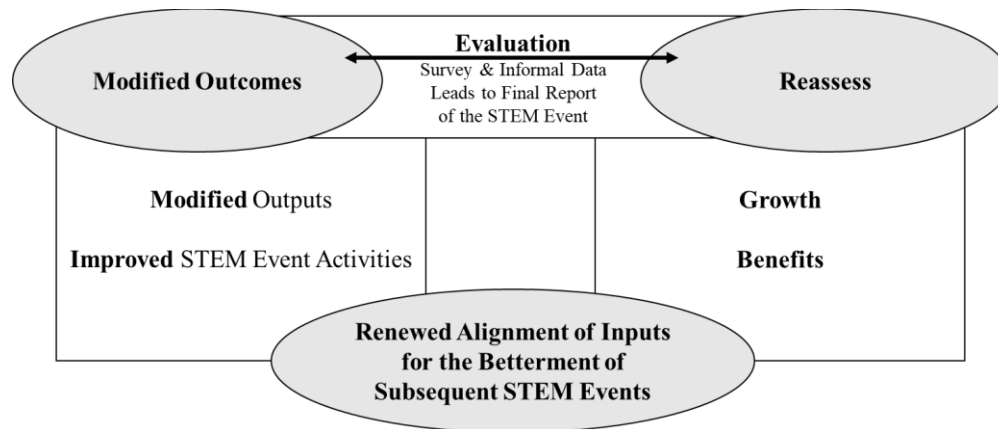 Evaluation
Survey & Informal Data
Leads to Final Report
of the STEM Event
Modified Outcomes
Reassess
Modified Outputs
Improved STEM Event Activities
Growth
Benefits
Renewed Alignment of Inputs
for the Betterment of
Subsequent STEM Events